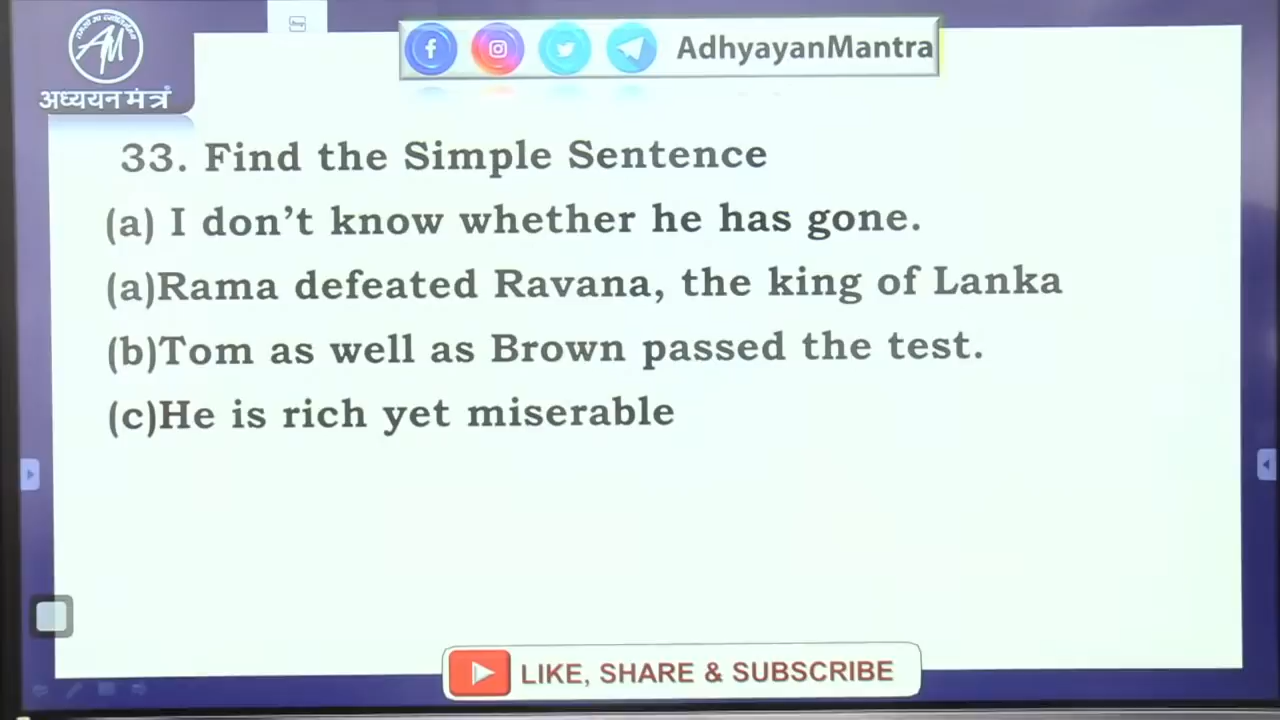 AM
अध्ययन मंत्रं
AdhyayanMantra
33. Find the Simple Sentence
(a) I don't know whether he has gone.
(a)Rama defeated Ravana, the king of Lanka
(b)Tom as well as Brown passed the test.
(c)He is rich yet miserable
LIKE, SHARE & SUBSCRIBE